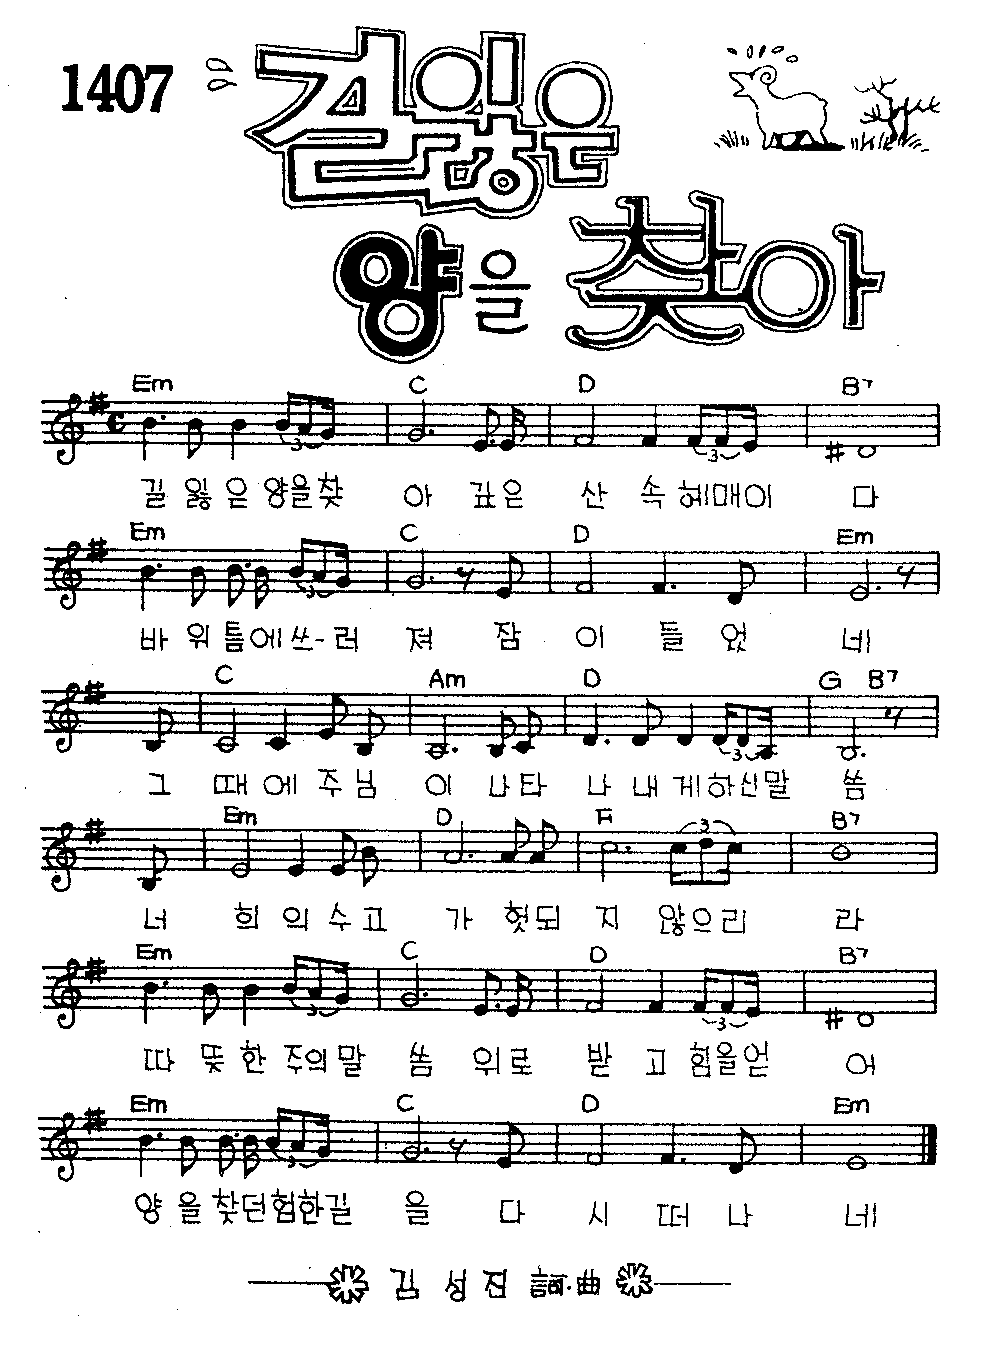 1407
길 잃은
양을 찾아
Em C D B7
길 잃 은 양을찾 아 깊은 산 속 헤매이 다
Em C D Em
바 위 틈에쓰-러 져 잠 이 들 었 네
C Am D G B7
그 때 에 주 님 이 나 타 나 내 게하신말 씀
Em D F B7
너 희 의 수 고 가 헛되 지 않으리 라
Em C D B7
따 뜻 한 주의 말 씀 위로 받 고 힘을얻 어
Em C D Em
양 을 찾던험한길 을 다 시 떠 나 네
김 성 진 詞·曲